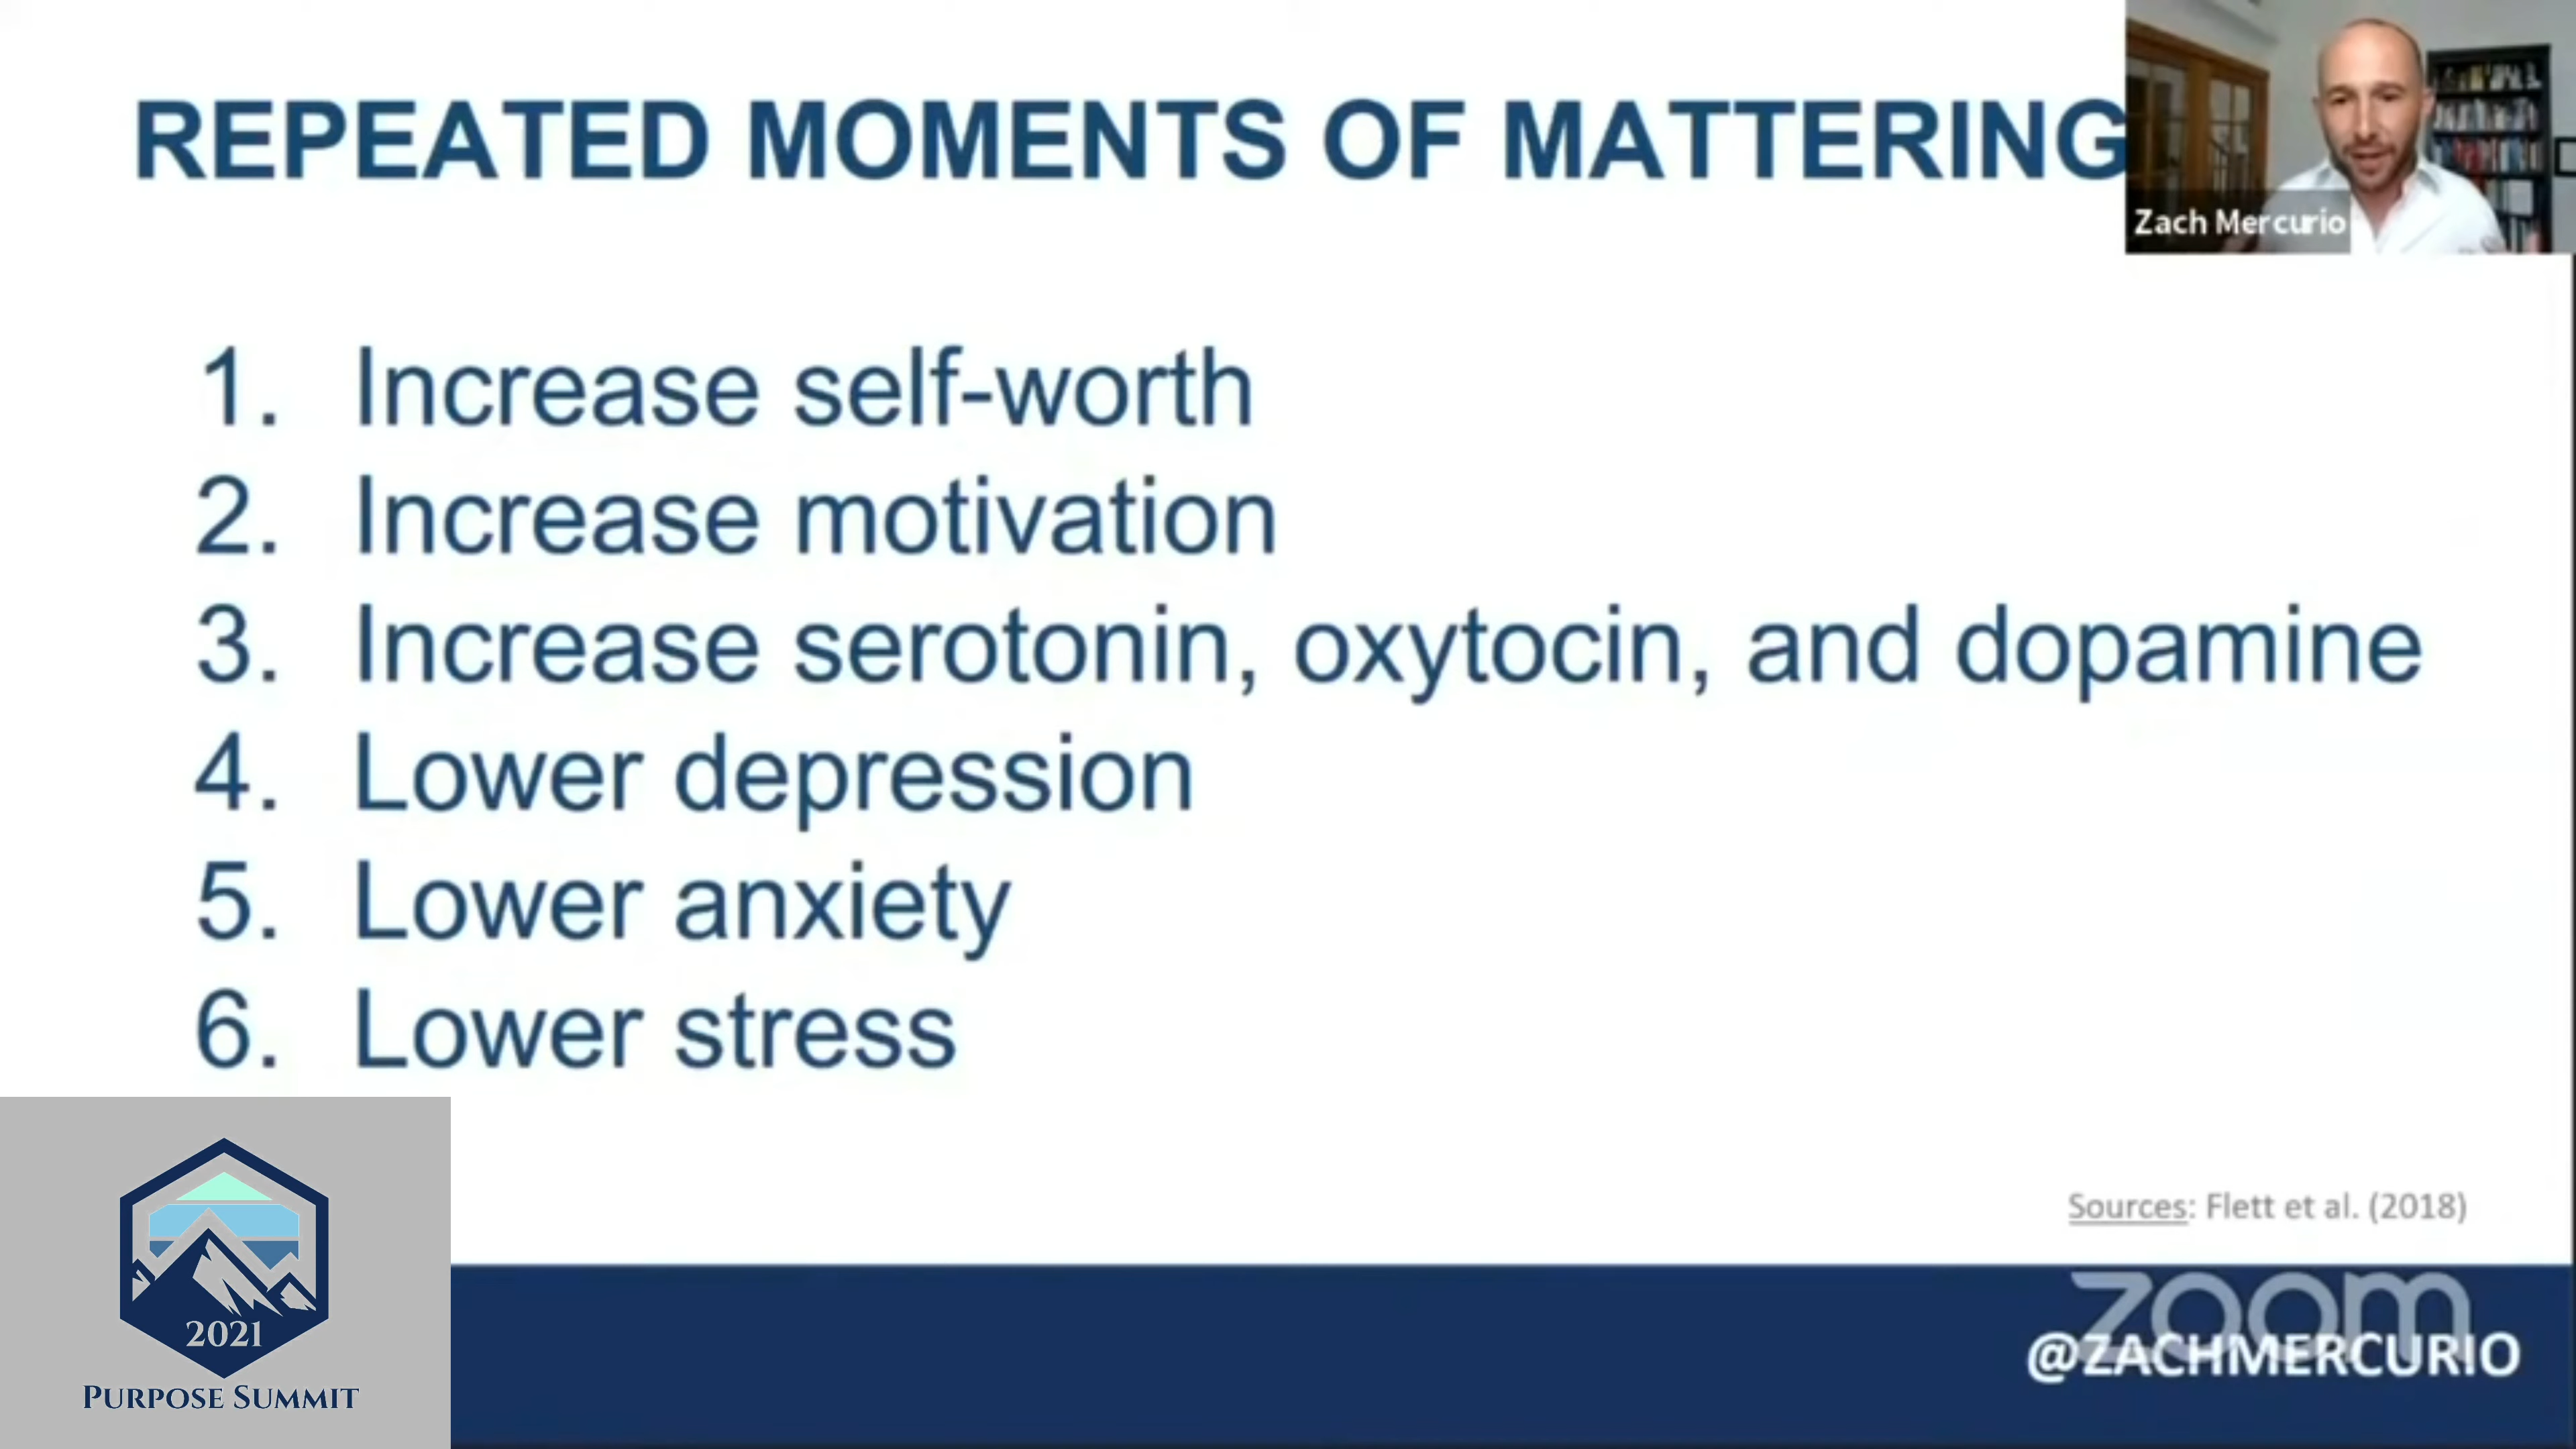 REPEATED MOMENTS OF MATTERING
Zach Mercurio
1. Increase self-worth
2. Increase motivation
3. Increase serotonin, oxytocin, and dopamine
4. Lower depression
5. Lower anxiety
6. Lower stress
Sources: Flett et al. (2018)
2021
PURPOSE SUMMIT
zoom
@ZACHMERCURIO